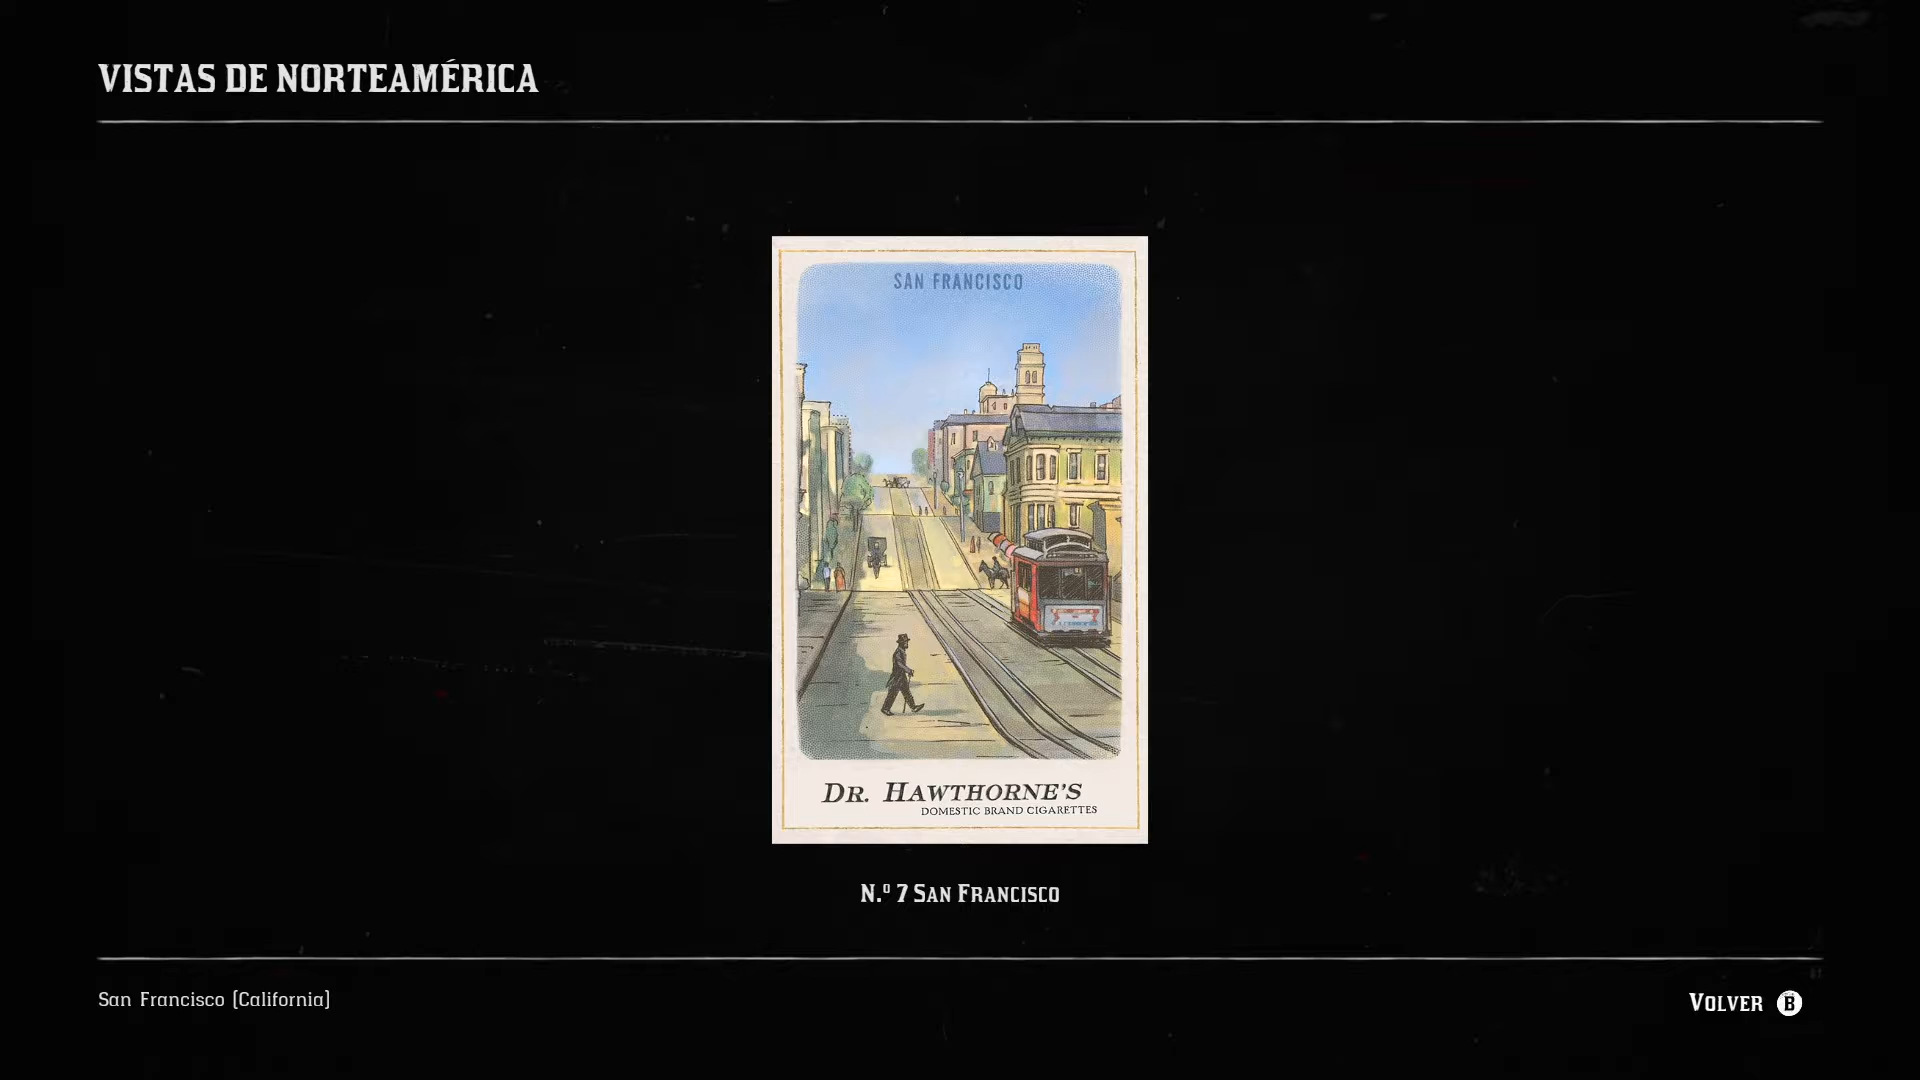 VISTAS DE NORTEAMÉRICA
SAN FRANCISCO
DR. HAWTHORNE'S
DOMESTIC BRAND CIGARETTES
N.º 7 SAN FRANCISCO
San Francisco (California)
VOLVER B